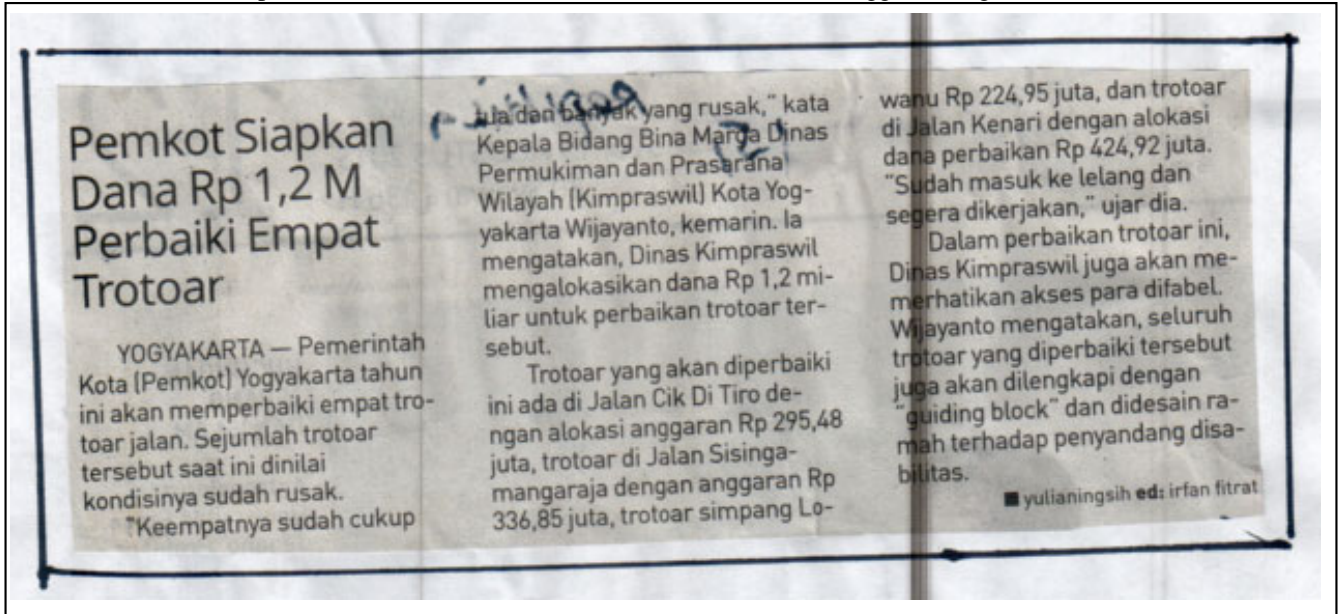 Pemkot Siapkan
Dana Rp 1,2 M
Perbaiki Empat
Trotoar
YOGYAKARTA — Pemerintah
Kota (Pemkot) Yogyakarta tahun
ini akan memperbaiki empat tro-
toar jalan. Sejumlah trotoar
tersebut saat ini dinilai
kondisinya sudah rusak.
"Keempatnya sudah cukup
dan banyak yang rusak," kata
Kepala Bidang Bina Marga Dinas
Permukiman dan Prasarana
Wilayah (Kimpraswil) Kota Yog-
yakarta Wijayanto, kemarin. Ia
mengatakan, Dinas Kimpraswil
mengalokasikan dana Rp 1,2 mi-
liar untuk perbaikan trotoar ter-
sebut.
Trotoar yang akan diperbaiki
ini ada di Jalan Cik Di Tiro de-
ngan alokasi anggaran Rp 295,48
juta, trotoar di Jalan Sisinga-
mangaraja dengan anggaran Rp
336,85 juta, trotoar simpang Lo-
wanu Rp 224,95 juta, dan trotoar
di Jalan Kenari dengan alokasi
dana perbaikan Rp 424,92 juta.
"Sudah masuk ke lelang dan
segera dikerjakan," ujar dia.
Dalam perbaikan trotoar ini,
Dinas Kimpraswil juga akan me-
merhatikan akses para difabel.
Wijayanto mengatakan, seluruh
trotoar yang diperbaiki tersebut
juga akan dilengkapi dengan
"guiding block" dan didesain ra-
mah terhadap penyandang disa-
bilitas.
■ yulianingsih ed: irfan fitrat